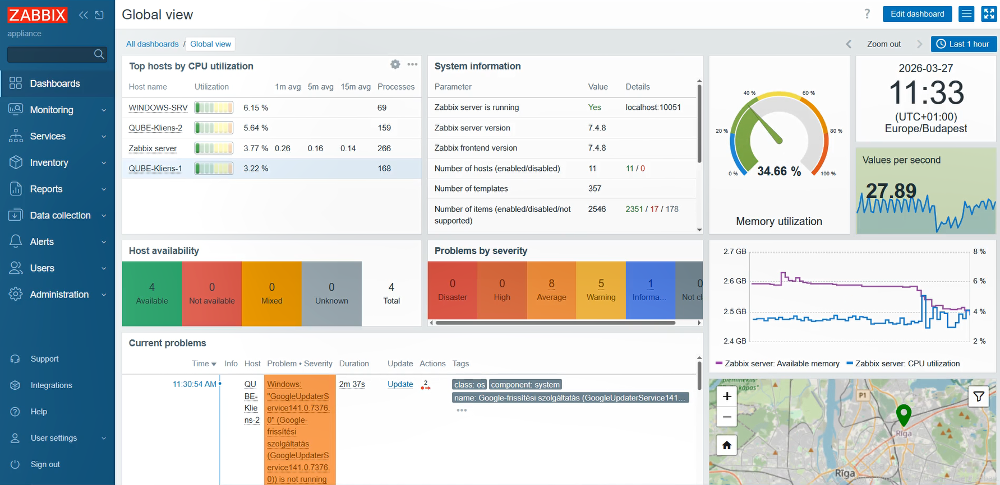 ZABBIX
appliance
Dashboards
Monitoring
Services
Inventory
Reports
Data collection
Alerts
Users
Administration
Support
Integrations
Help
User settings
Sign out
Global view
?
Edit dashboard
All dashboards / Global view
Zoom out
Last 1 hour
Top hosts by CPU utilization
Host name Utilization 1m avg 5m avg 15m avg Processes
WINDOWS-SRV 6.15 % 69
QUBE-Kliens-2 5.64 % 159
Zabbix server 3.77 % 0.26 0.16 0.14 266
QUBE-Kliens-1 3.22 % 168
System information
Parameter Value Details
Zabbix server is running Yes localhost:10051
Zabbix server version 7.4.8
Zabbix frontend version 7.4.8
Number of hosts (enabled/disabled) 11 11 / 0
Number of templates 357
Number of items (enabled/disabled/not 2546 2351 / 17 / 178
supported)
40 % 60 %
20 % 80 %
0 % 34.66 % 100 %
Memory utilization
2026-03-27
11:33
(UTC+01:00)
Europe/Budapest
Values per second
27.89
Host availability
4 0 0 0 4
Available Not available Mixed Unknown Total
Problems by severity
0 0 8 5 1 0
Disaster High Average Warning Informa... Not cl
2.7 GB 8 %
2.6 GB 6 %
2.5 GB 4 %
2.4 GB 2 %
Zabbix server: Available memory Zabbix server: CPU utilization
Current problems
Time Info Host Problem • Severity Duration Update Actions Tags
11:30:54 AM QU Windows: 2m 37s Update 2 class: os component: system
BE- "GoogleUpdaterS name: Google-frissítési szolgáltatás (GoogleUpdaterService141...
Klie ervice141.0.7376.
ns-2 0" (Google-
frissítési
szolgáltatás
(GoogleUpdaterS
ervice141.0.7376.
0)) is not running
+
−
P1
kapas"
Rīga
Rīga